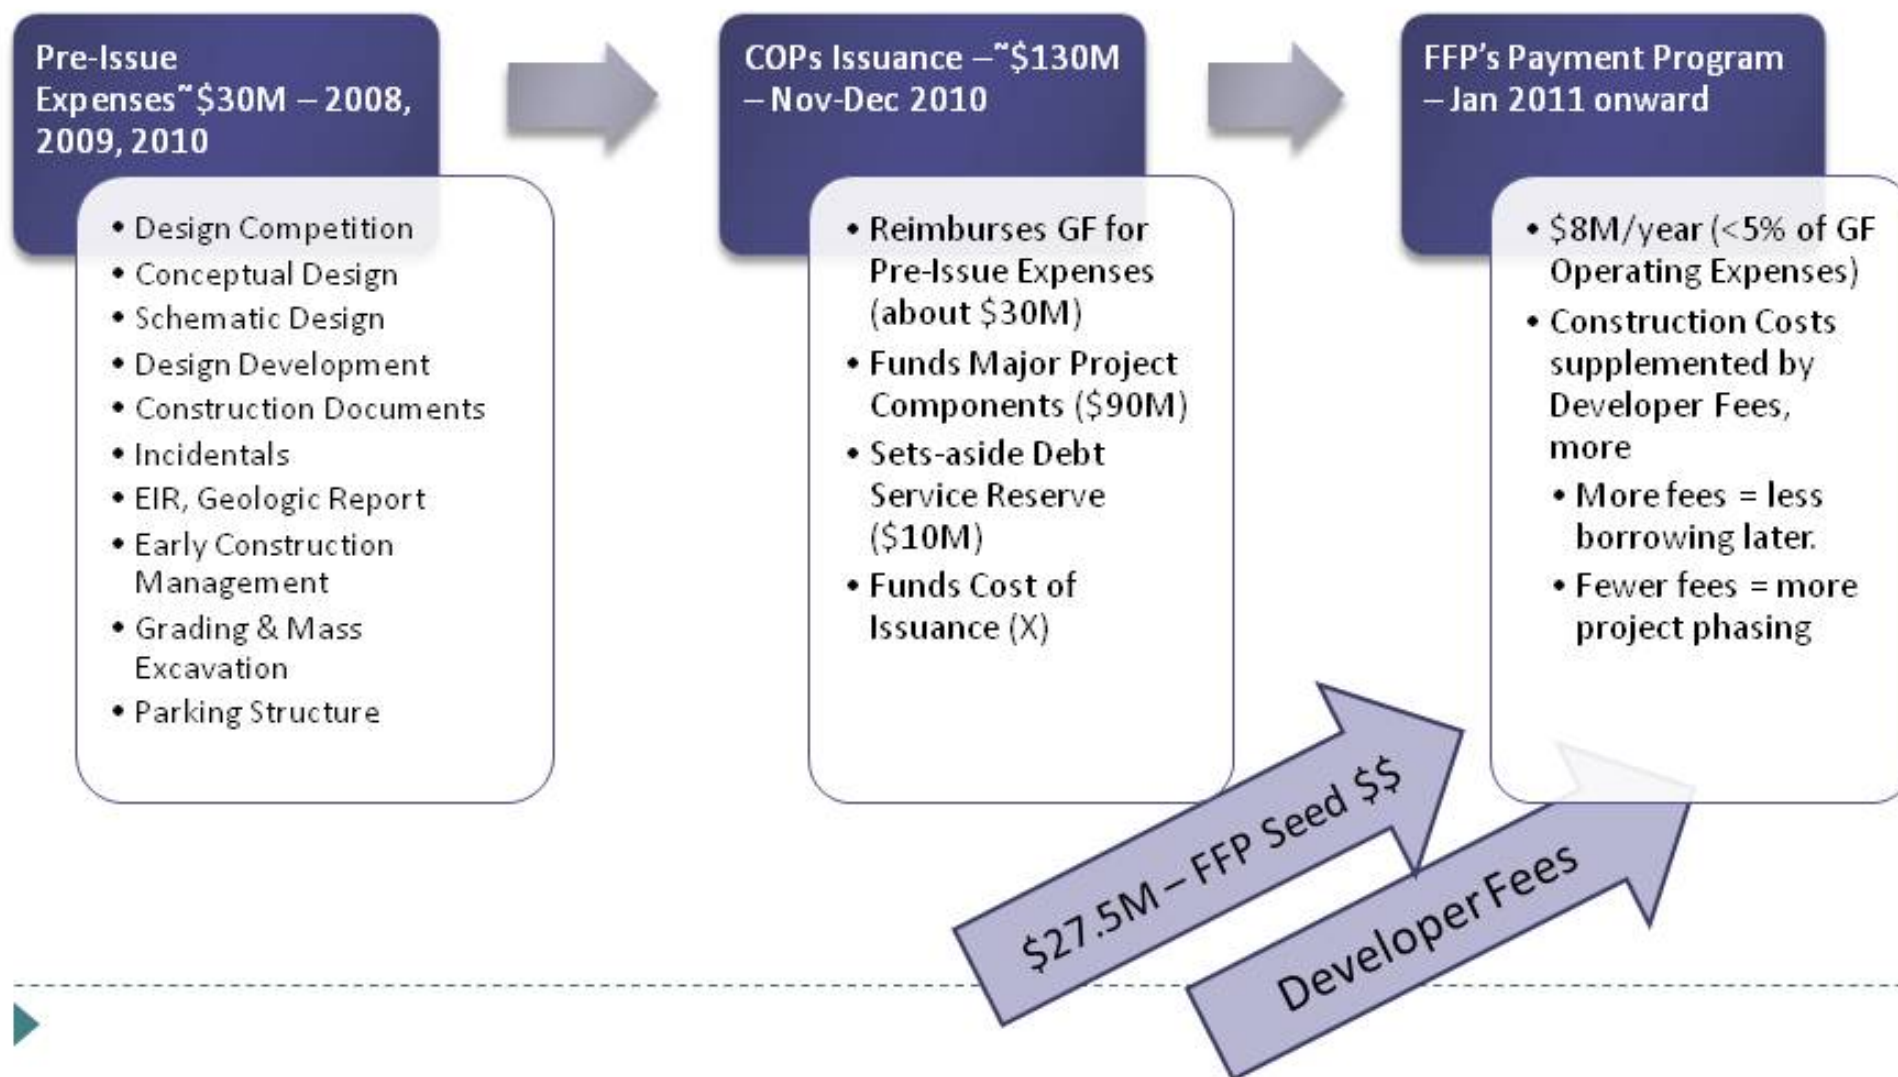 Pre-Issue
Expenses~$30M – 2008,
2009, 2010
• Design Competition
• Conceptual Design
• Schematic Design
• Design Development
• Construction Documents
• Incidentals
• EIR, Geologic Report
• Early Construction
Management
• Grading & Mass
Excavation
• Parking Structure
COPs Issuance –~$130M
– Nov-Dec 2010
• Reimburses GF for
Pre-Issue Expenses
(about $30M)
• Funds Major Project
Components ($90M)
• Sets-aside Debt
Service Reserve
($10M)
• Funds Cost of
Issuance (X)
FFP's Payment Program
– Jan 2011 onward
• $8M/year (<5% of GF
Operating Expenses)
• Construction Costs
supplemented by
Developer Fees,
more
• More fees = less
borrowing later.
• Fewer fees = more
project phasing
$27.5M – FFP Seed $$
Developer Fees